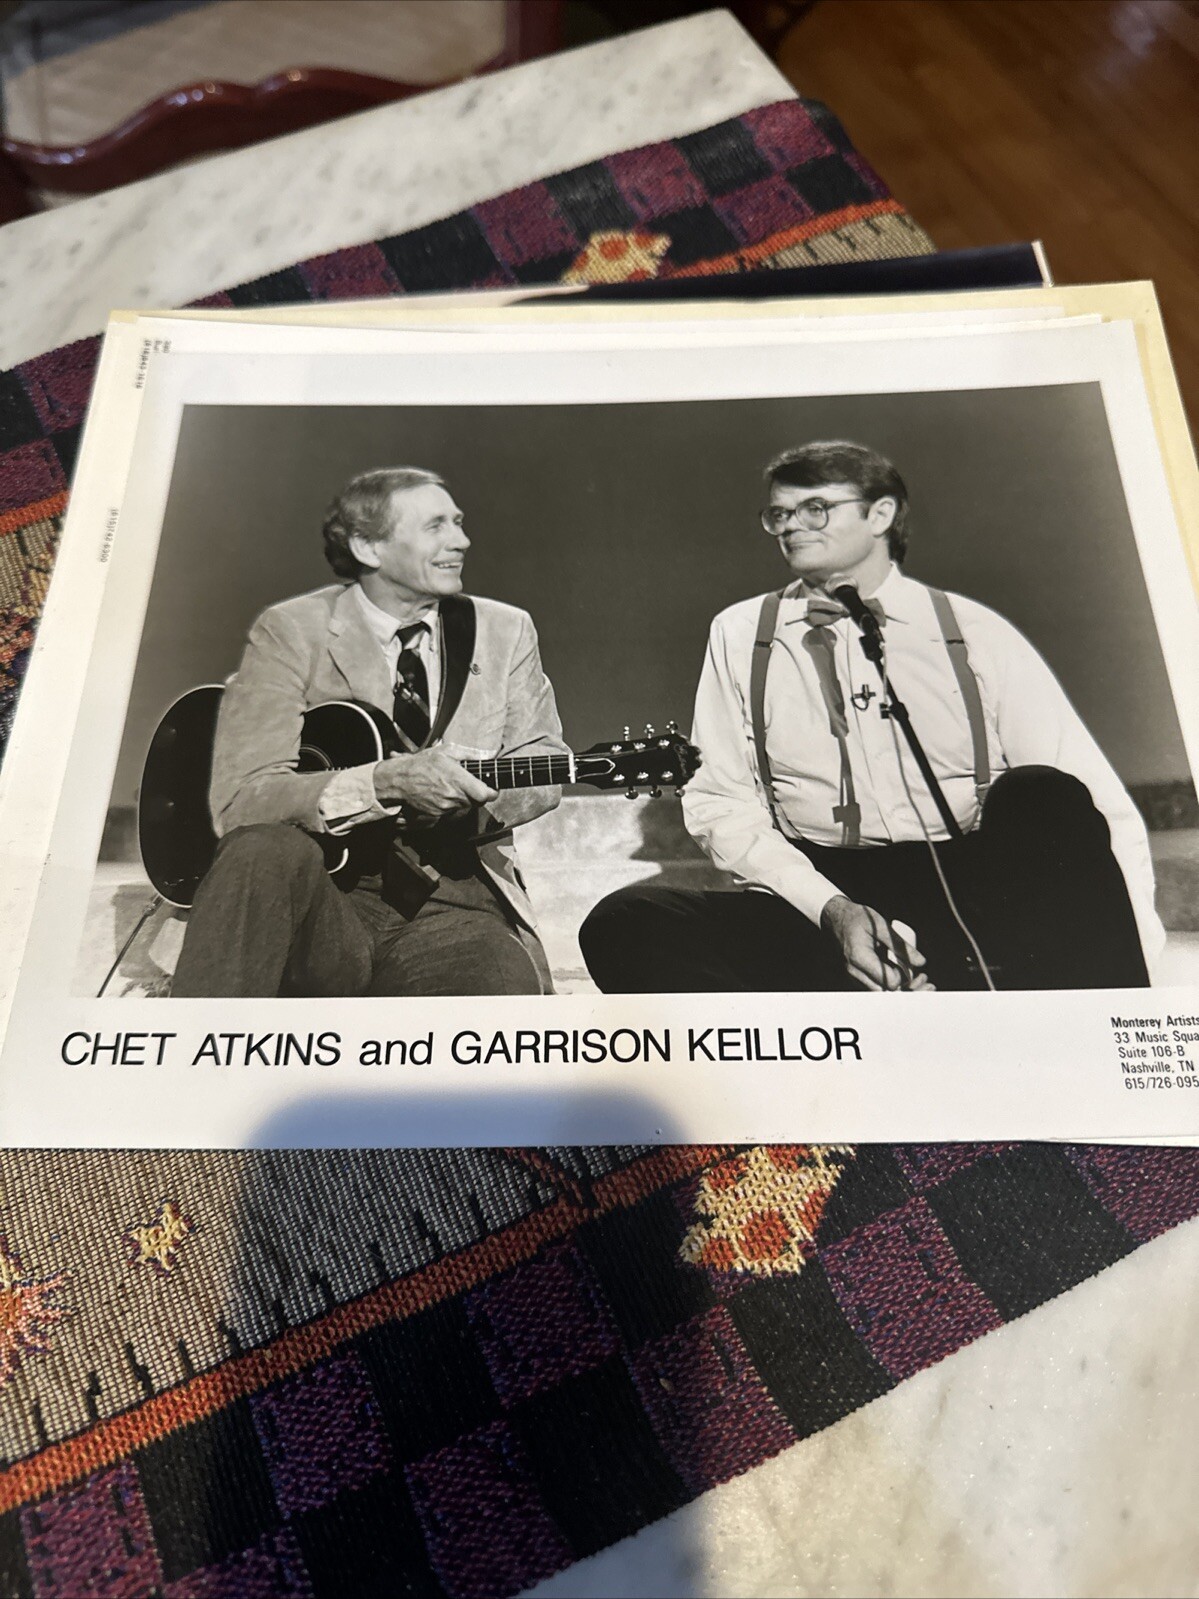 CHET ATKINS and GARRISON KEILLOR
Monterey Artists
33 Music Squa
Suite 106-B
Nashville, TN
615/726-095